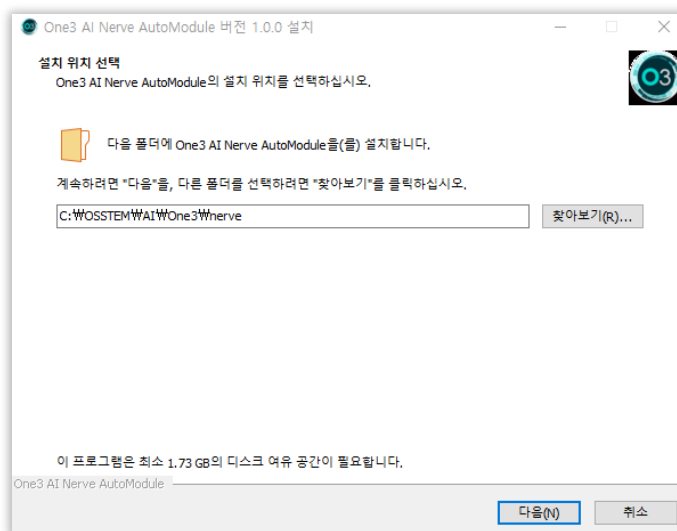 One3 AI Nerve AutoModule 버전 1.0.0 설치
설치 위치 선택
One3 AI Nerve AutoModule의 설치 위치를 선택하십시오.
O3
다음 폴더에 One3 AI Nerve AutoModule을(를) 설치합니다.
계속하려면 "다음"을, 다른 폴더를 선택하려면 "찾아보기"를 클릭하십시오.
C:₩OSSTEM₩AI₩One3₩nerve
찾아보기(R)...
이 프로그램은 최소 1.73 GB의 디스크 여유 공간이 필요합니다.
One3 AI Nerve AutoModule
다음(N)
취소